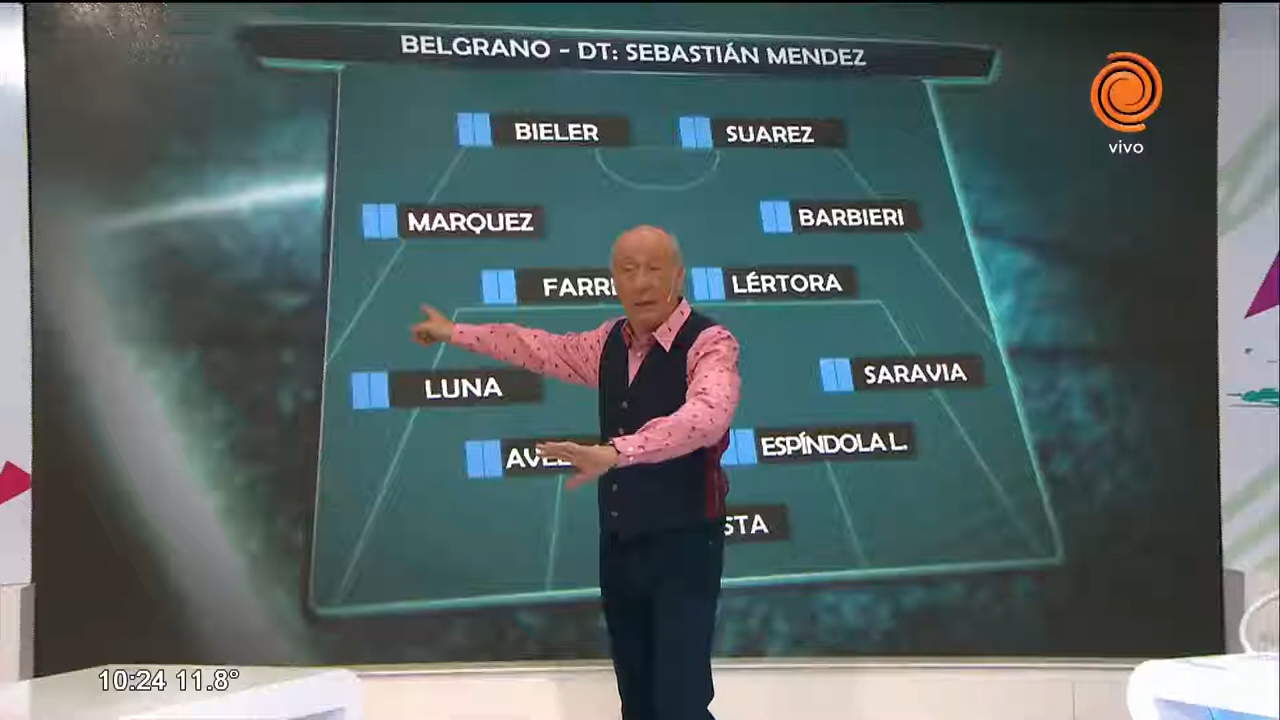 BELGRANO - DT: SEBASTIÁN MENDEZ
vivo
BIELER
SUAREZ
MARQUEZ
BARBIERI
LÉRTORA
LUNA
SARAVIA
ESPÍNDOLA L.
10:24 11.8°